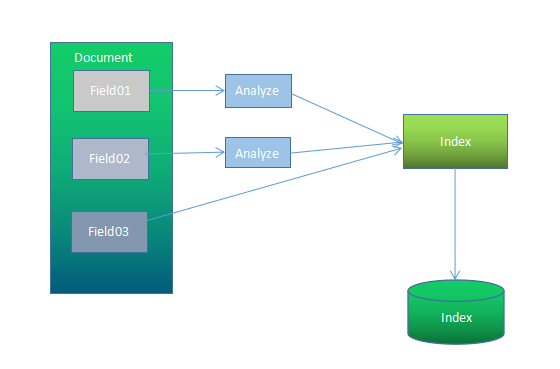 Document
Field01
Analyze
Field02
Analyze
Field03
Index
Index